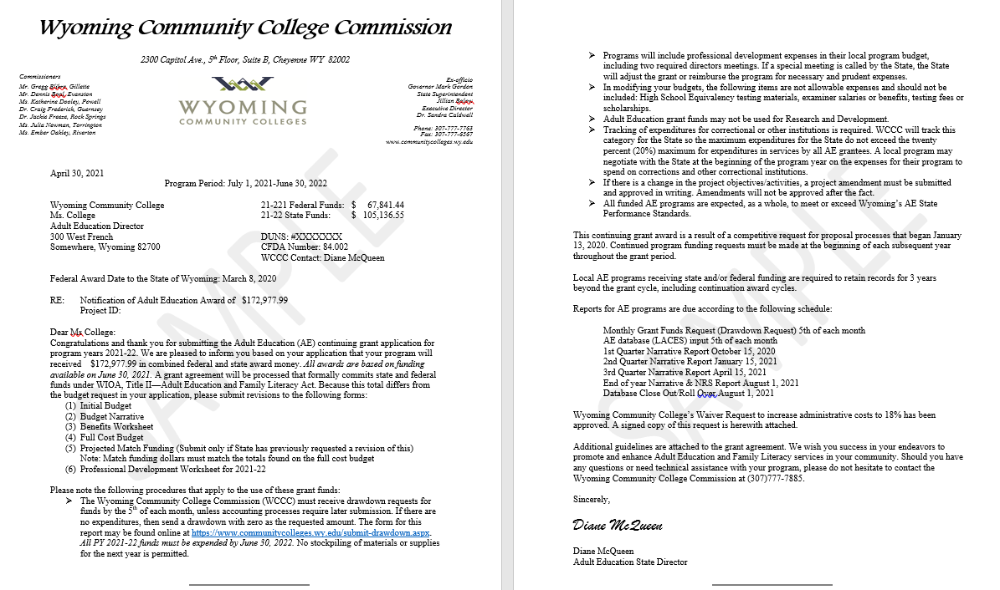 Wyoming Community College Commission
2300 Capitol Ave., 5th Floor, Suite B, Cheyenne WY 82002
Commissioners
Mr. Gregg Blikre, Gillette
Mr. Dennis Boal, Evanston
Ms. Katherine Dooley, Powell
Dr. Craig Frederick, Guernsey
Dr. Jackie Freeze, Rock Springs
Ms. Julia Newman, Torrington
Ms. Ember Oakley, Riverton
WYOMING
COMMUNITY COLLEGES
Ex-officio
Governor Mark Gordon
State Superintendent
Jillian Balow
Executive Director
Dr. Sandra Caldwell
Phone: 307-777-7763
Fax: 307-777-6567
www.communitycolleges.wy.edu
April 30, 2021
Program Period: July 1, 2021-June 30, 2022
Wyoming Community College
Ms. College
Adult Education Director
300 West French
Somewhere, Wyoming 82700
21-221 Federal Funds: $ 67,841.44
21-22 State Funds: $ 105,136.55
DUNS: #XXXXXXX
CFDA Number: 84.002
WCCC Contact: Diane McQueen
Federal Award Date to the State of Wyoming: March 8, 2020
RE: Notification of Adult Education Award of $172,977.99
Project ID:
Dear Ms College:
Congratulations and thank you for submitting the Adult Education (AE) continuing grant application for
program years 2021-22. We are pleased to inform you based on your application that your program will
received $172,977.99 in combined federal and state award money. All awards are based on funding
available on June 30, 2021. A grant agreement will be processed that formally commits state and federal
funds under WIOA, Title II—Adult Education and Family Literacy Act. Because this total differs from
the budget request in your application, please submit revisions to the following forms:
(1) Initial Budget
(2) Budget Narrative
(3) Benefits Worksheet
(4) Full Cost Budget
(5) Projected Match Funding (Submit only if State has previously requested a revision of this)
Note: Match funding dollars must match the totals found on the full cost budget
(6) Professional Development Worksheet for 2021-22
Please note the following procedures that apply to the use of these grant funds:
➢ The Wyoming Community College Commission (WCCC) must receive drawdown requests for
funds by the 5th of each month, unless accounting processes require later submission. If there are
no expenditures, then send a drawdown with zero as the requested amount. The form for this
report may be found online at https://www.communitycolleges.wy.edu/submit-drawdown.aspx.
All PY 2021-22 funds must be expended by June 30, 2022. No stockpiling of materials or supplies
for the next year is permitted.
SAMPLE
➢ Programs will include professional development expenses in their local program budget,
including two required directors meetings. If a special meeting is called by the State, the State
will adjust the grant or reimburse the program for necessary and prudent expenses.
➢ In modifying your budgets, the following items are not allowable expenses and should not be
included: High School Equivalency testing materials, examiner salaries or benefits, testing fees or
scholarships.
➢ Adult Education grant funds may not be used for Research and Development.
➢ Tracking of expenditures for correctional or other institutions is required. WCCC will track this
category for the State so the maximum expenditures for the State do not exceed the twenty
percent (20%) maximum for expenditures in services by all AE grantees. A local program may
negotiate with the State at the beginning of the program year on the expenses for their program to
spend on corrections and other correctional institutions.
➢ If there is a change in the project objectives/activities, a project amendment must be submitted
and approved in writing. Amendments will not be approved after the fact.
➢ All funded AE programs are expected, as a whole, to meet or exceed Wyoming's AE State
Performance Standards.
This continuing grant award is a result of a competitive request for proposal processes that began January
13, 2020. Continued program funding requests must be made at the beginning of each subsequent year
throughout the grant period.
Local AE programs receiving state and/or federal funding are required to retain records for 3 years
beyond the grant cycle, including continuation award cycles.
Reports for AE programs are due according to the following schedule:
Monthly Grant Funds Request (Drawdown Request) 5th of each month
AE database (LACES) input 5th of each month
1st Quarter Narrative Report October 15, 2020
2nd Quarter Narrative Report January 15, 2021
3rd Quarter Narrative Report April 15, 2021
End of year Narrative & NRS Report August 1, 2021
Database Close Out/Roll Over August 1, 2021
Wyoming Community College's Waiver Request to increase administrative costs to 18% has been
approved. A signed copy of this request is herewith attached.
Additional guidelines are attached to the grant agreement. We wish you success in your endeavors to
promote and enhance Adult Education and Family Literacy services in your community. Should you have
any questions or need technical assistance with your program, please do not hesitate to contact the
Wyoming Community College Commission at (307)777-7885.
Sincerely,
Diane McQueen
Diane McQueen
Adult Education State Director
SAMPLE